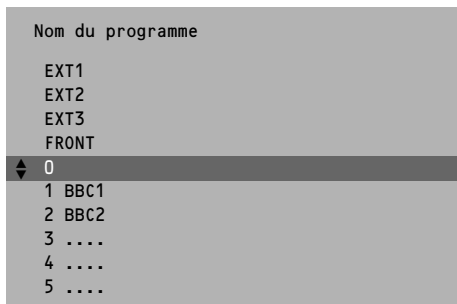 Nom du programme
EXT1
EXT2
EXT3
FRONT
0
1 BBC1
2 BBC2
3 ....
4 ....
5 ....